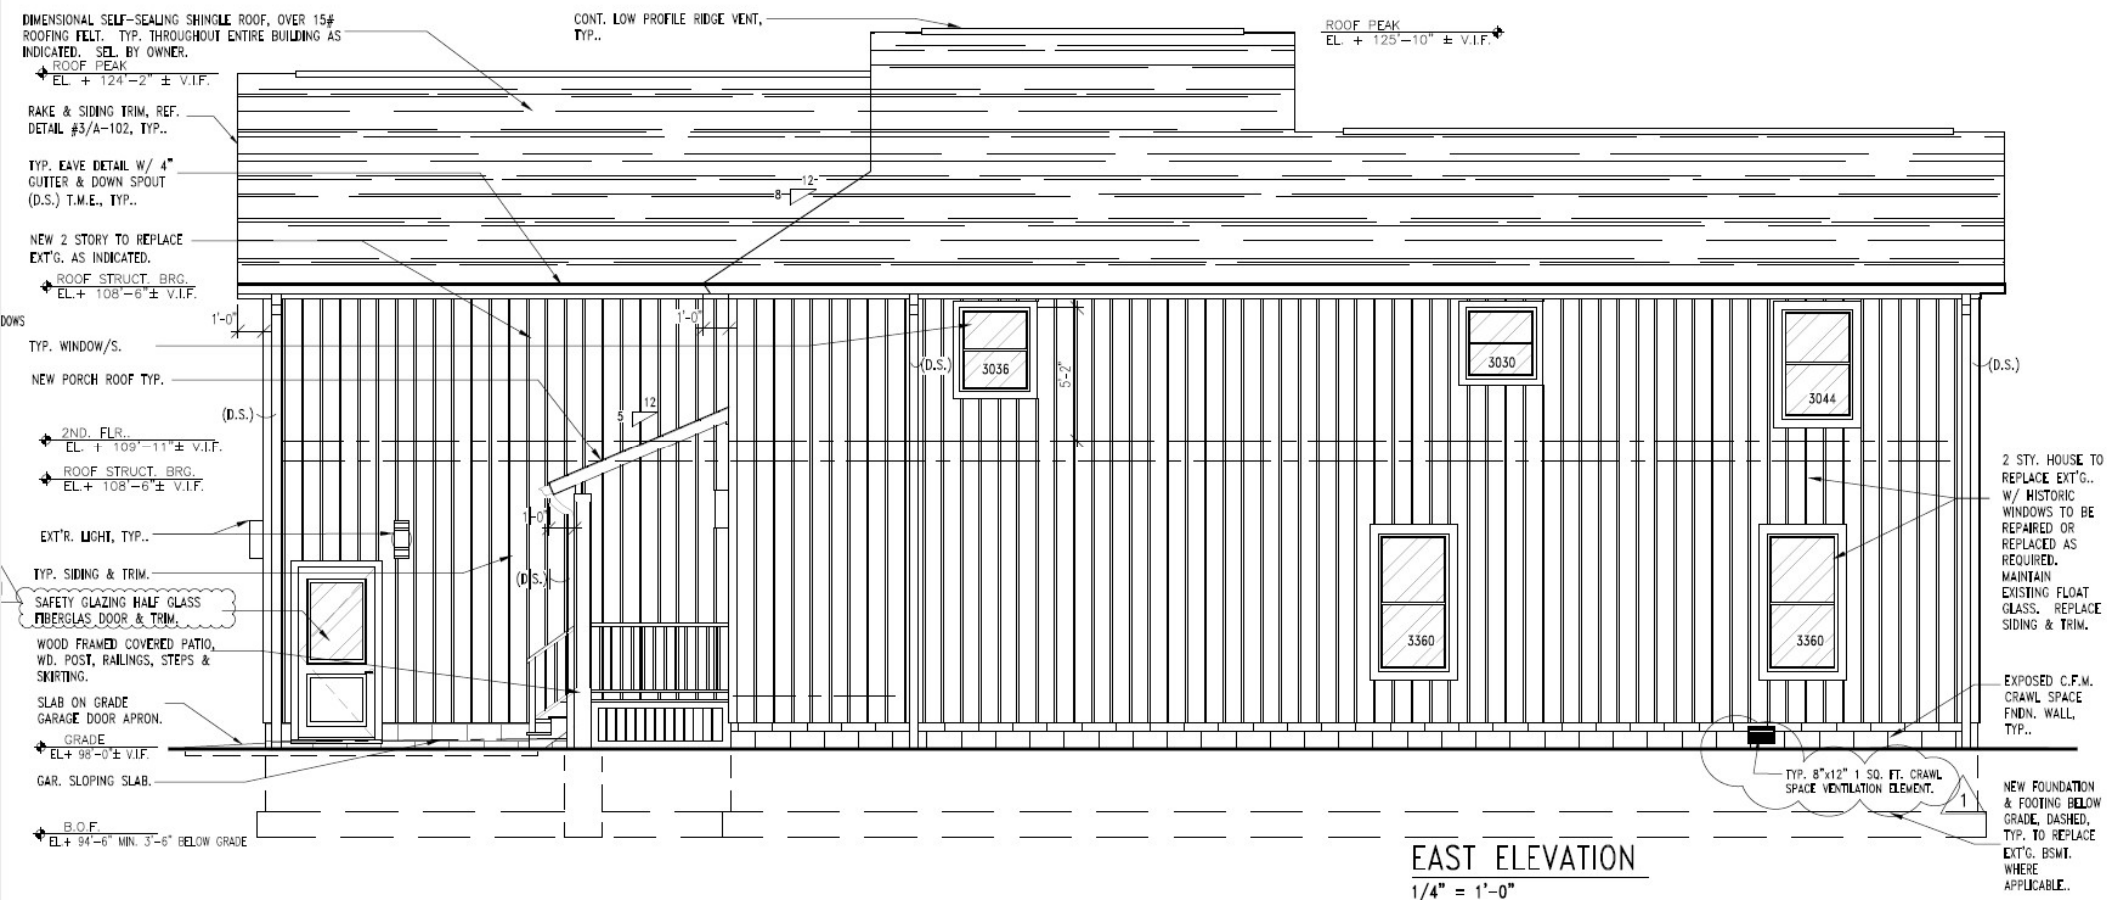 DIMENSIONAL SELF-SEALING SHINGLE ROOF, OVER 15#
ROOFING FELT. TYP. THROUGHOUT ENTIRE BUILDING AS
INDICATED. SEL. BY OWNER.
ROOF PEAK
EL. + 124'-2" ± V.I.F.
CONT. LOW PROFILE RIDGE VENT,
TYP..
ROOF PEAK
EL. + 125'-10" ± V.I.F.
RAKE & SIDING TRIM, REF.
DETAIL #3/A-102, TYP..
TYP. EAVE DETAIL W/ 4"
GUTTER & DOWN SPOUT
(D.S.) T.M.E., TYP..
12
8
NEW 2 STORY TO REPLACE
EXT'G. AS INDICATED.
ROOF STRUCT. BRG.
EL.+ 108'-6"± V.I.F.
DOWS
1'-0"
1'-0"
TYP. WINDOW/S.
NEW PORCH ROOF TYP.
(D.S.)
(D.S.)
3036
5'-2"
3030
3044
(D.S.)
12
5
2ND. FLR..
EL. + 109'-11"± V.I.F.
ROOF STRUCT. BRG.
EL.+ 108'-6"± V.I.F.
EXT'R. LIGHT, TYP..
1'-0"
TYP. SIDING & TRIM.
(D.S.)
SAFETY GLAZING HALF GLASS
FIBERGLAS DOOR & TRIM.
WOOD FRAMED COVERED PATIO,
WD. POST, RAILINGS, STEPS &
SKIRTING.
SLAB ON GRADE
GARAGE DOOR APRON.
GRADE
EL+ 98'-0"± V.I.F.
GAR. SLOPING SLAB.
B.O.F.
EL+ 94'-6" MIN. 3'-6" BELOW GRADE
3360
3360
2 STY. HOUSE TO
REPLACE EXT'G..
W/ HISTORIC
WINDOWS TO BE
REPAIRED OR
REPLACED AS
REQUIRED.
MAINTAIN
EXISTING FLOAT
GLASS. REPLACE
SIDING & TRIM.
EXPOSED C.F.M.
CRAWL SPACE
FNDN. WALL,
TYP..
TYP. 8"x12" 1 SQ. FT. CRAWL
SPACE VENTILATION ELEMENT.
1
NEW FOUNDATION
& FOOTING BELOW
GRADE, DASHED,
TYP. TO REPLACE
EXT'G. BSMT.
WHERE
APPLICABLE..
EAST ELEVATION
1/4" = 1'-0"